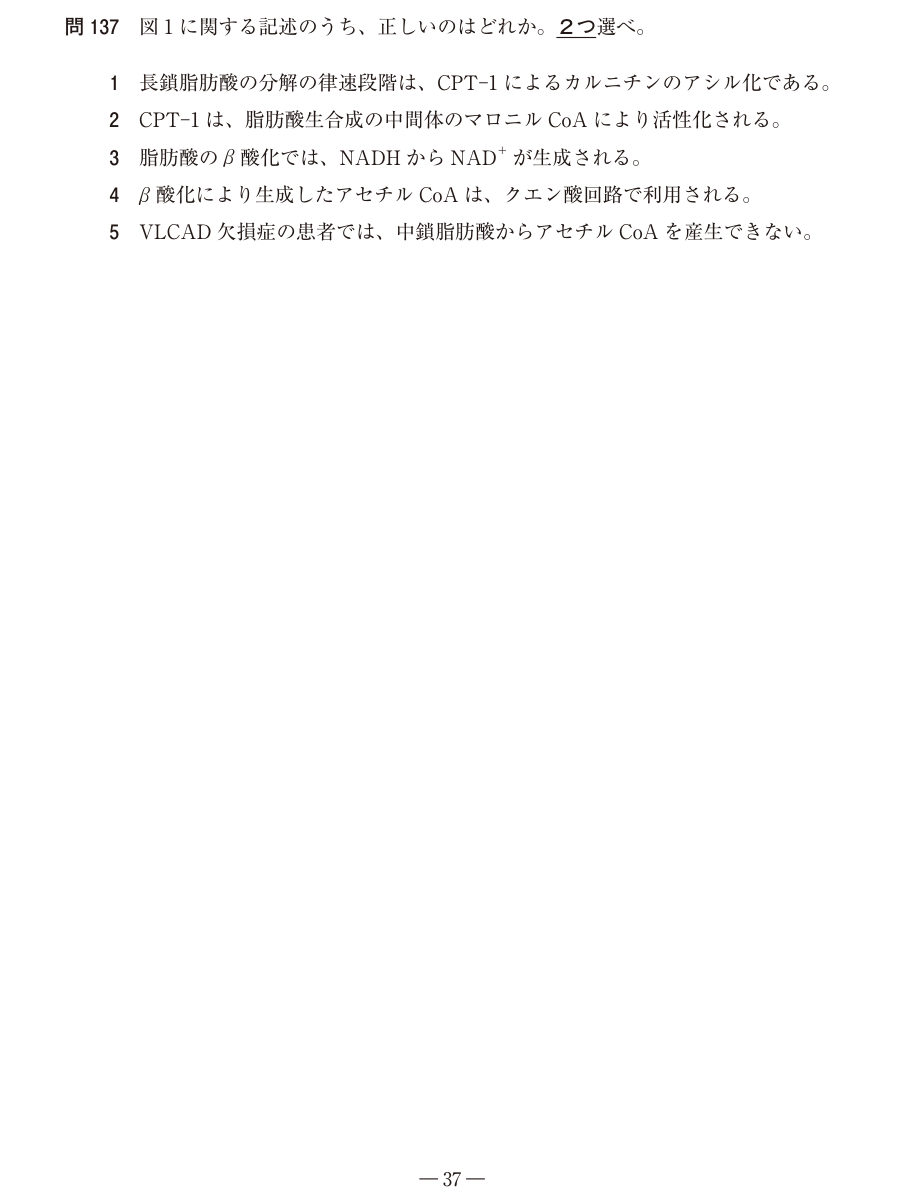 問 137 図1に関する記述のうち、正しいのはどれか。2つ選べ。
1 長鎖脂肪酸の分解の律速段階は、CPT-1 によるカルニチンのアシル化である。
2 CPT-1 は、脂肪酸生合成の中間体のマロニル CoA により活性化される。
3 脂肪酸のβ酸化では、NADH から NAD⁺ が生成される。
4 β酸化により生成したアセチル CoA は、クエン酸回路で利用される。
5 VLCAD 欠損症の患者では、中鎖脂肪酸からアセチル CoA を産生できない。
— 37 —